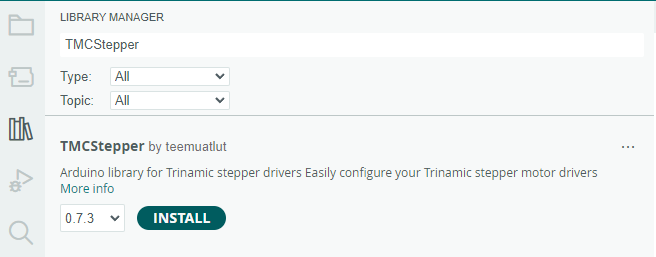 LIBRARY MANAGER
TMCStepper
Type: All
Topic: All
TMCStepper by teemuatlut ...
Arduino library for Trinamic stepper drivers Easily configure your Trinamic stepper motor drivers
More info
0.7.3 INSTALL